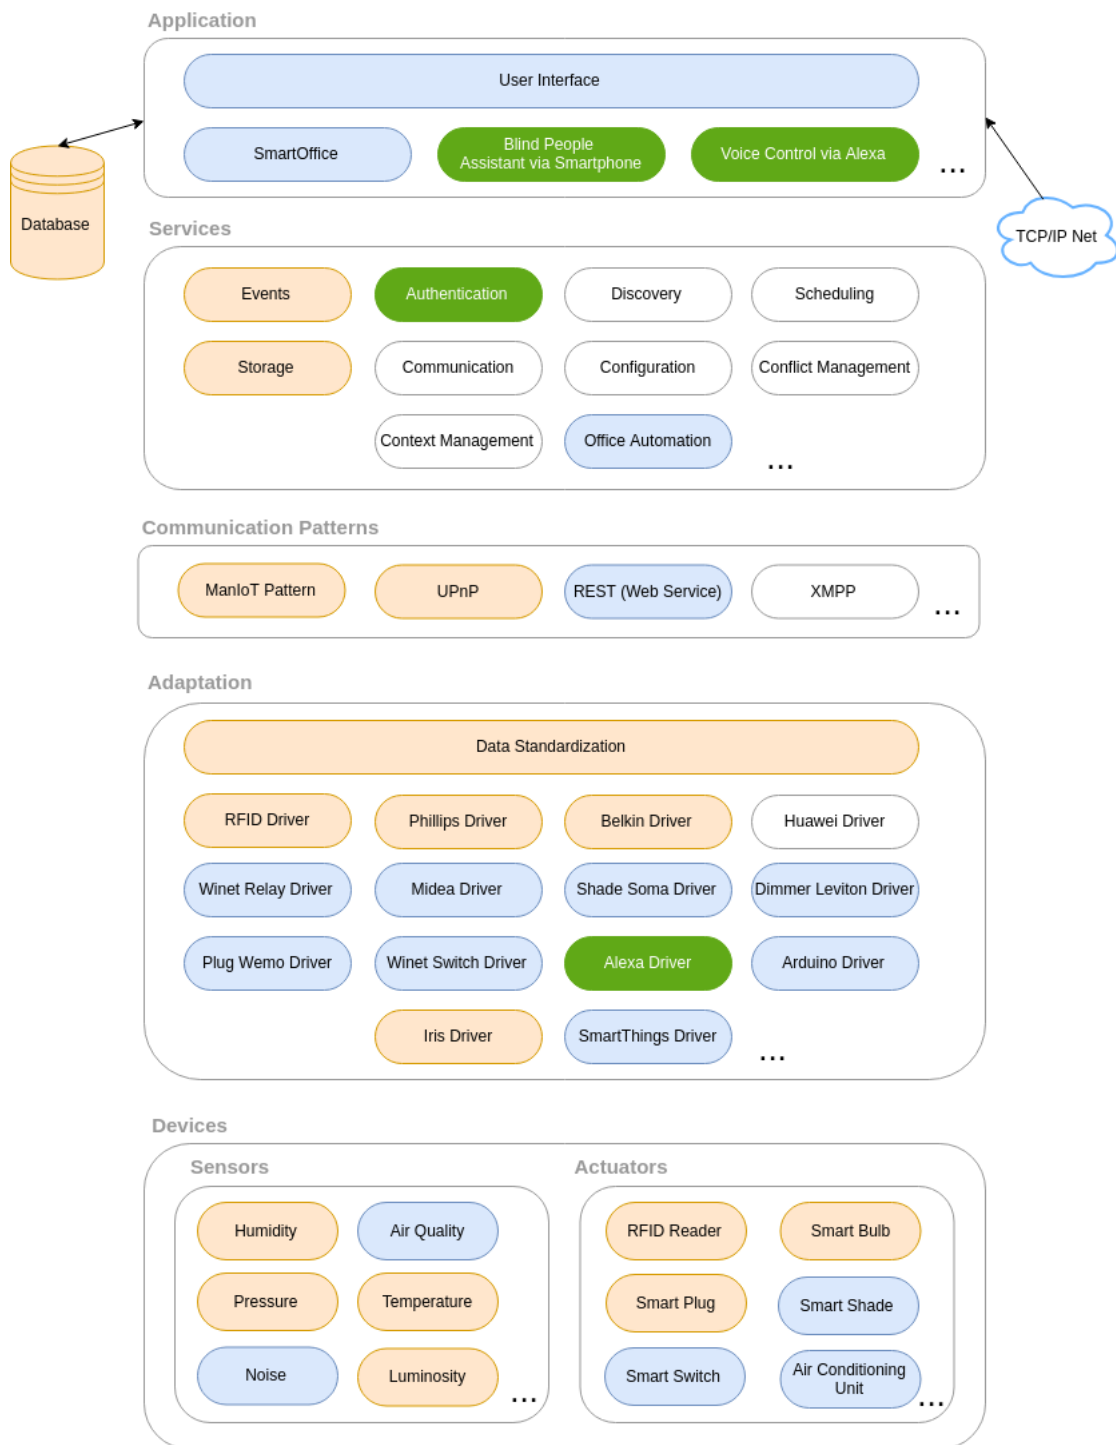 Application
User Interface
SmartOffice
Blind People
Assistant via Smartphone
Voice Control via Alexa
...
Database
TCP/IP Net
Services
Events
Authentication
Discovery
Scheduling
Storage
Communication
Configuration
Conflict Management
Context Management
Office Automation
...
Communication Patterns
ManIoT Pattern
UPnP
REST (Web Service)
XMPP
...
Adaptation
Data Standardization
RFID Driver
Phillips Driver
Belkin Driver
Huawei Driver
Winet Relay Driver
Midea Driver
Shade Soma Driver
Dimmer Leviton Driver
Plug Wemo Driver
Winet Switch Driver
Alexa Driver
Arduino Driver
Iris Driver
SmartThings Driver
...
Devices
Sensors
Humidity
Air Quality
Pressure
Temperature
Noise
Luminosity
...
Actuators
RFID Reader
Smart Bulb
Smart Plug
Smart Shade
Smart Switch
Air Conditioning
Unit
...